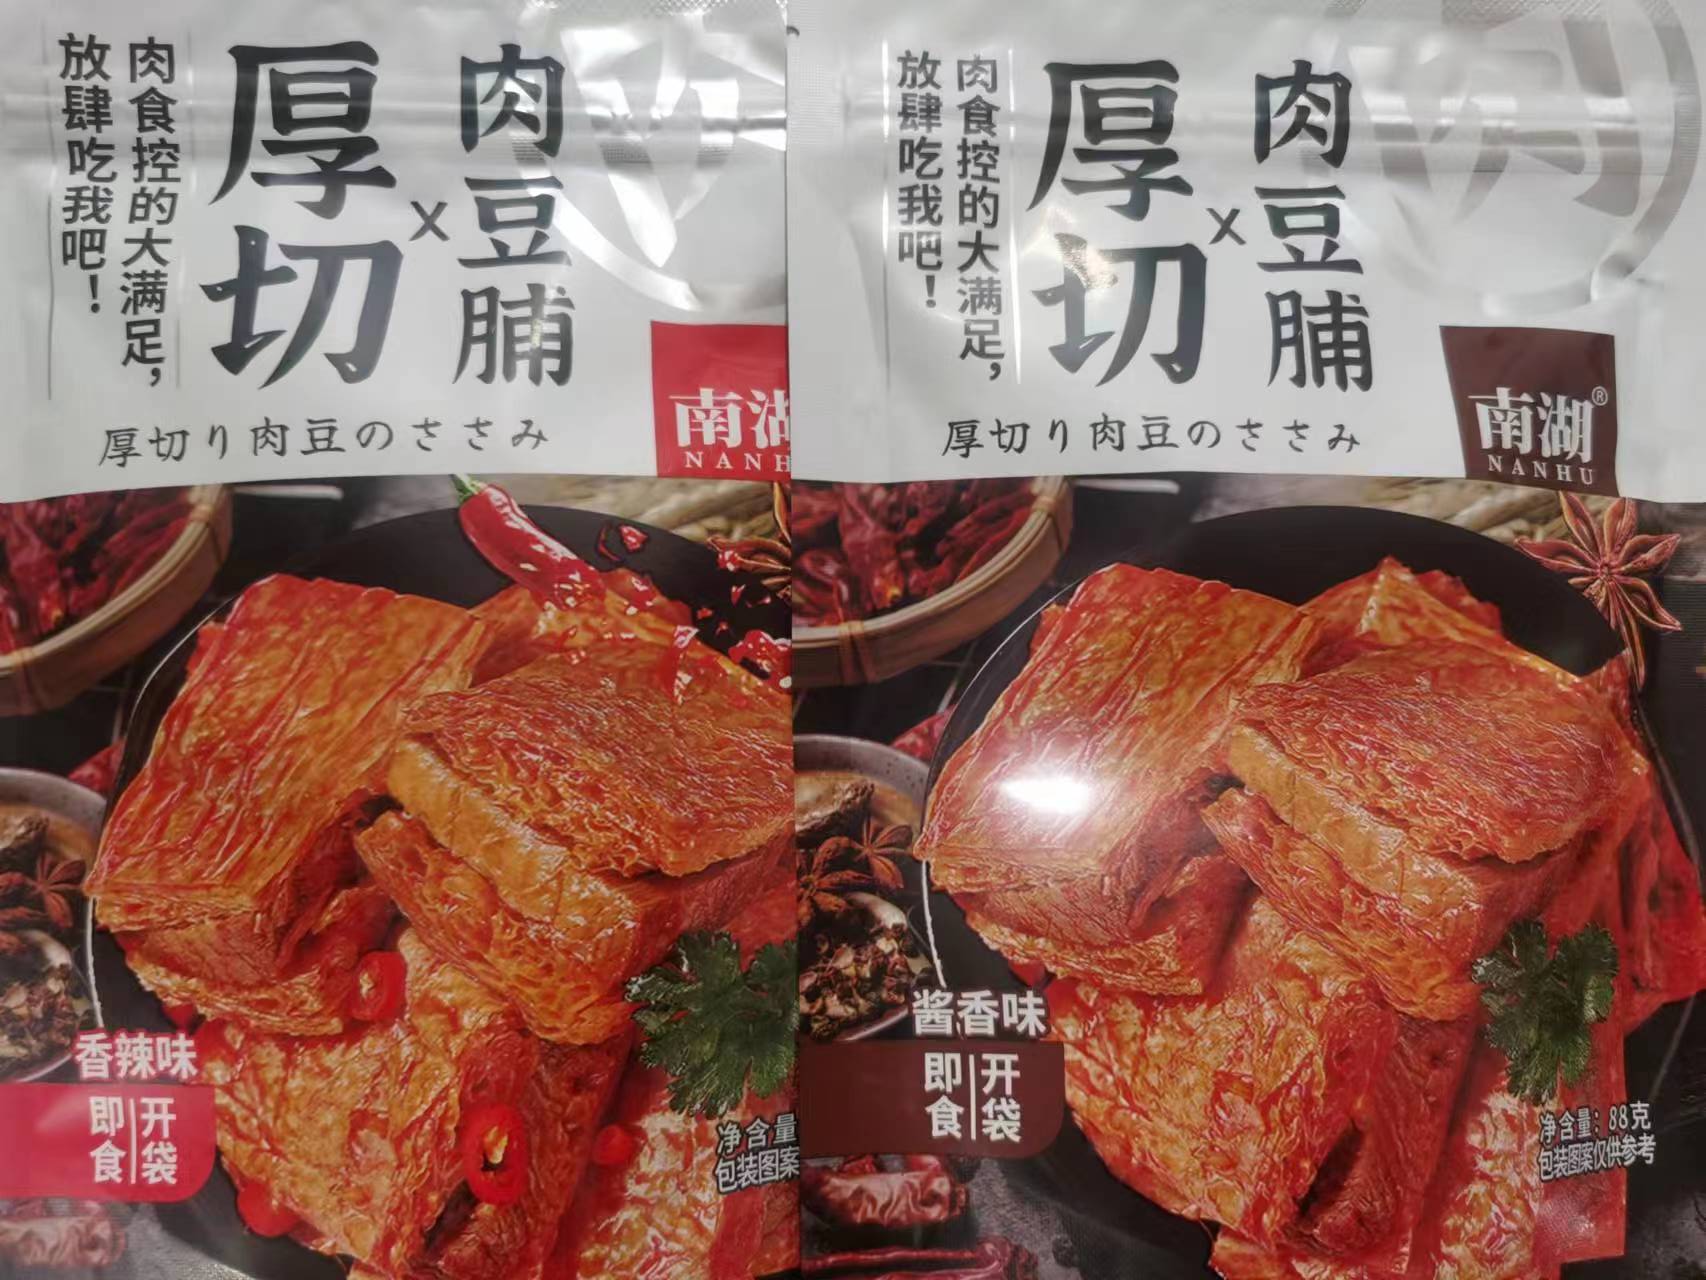 肉食控的大满足，
放肆吃我吧！
厚切
×
肉豆脯
厚切り肉豆のささみ
南湖
NANH
香辣味
开袋
即食
净含量
包装图案
肉食控的大满足，
放肆吃我吧！
厚切
×
肉豆脯
厚切り肉豆のささみ
南湖®
NANHU
酱香味
开袋
即食
净含量：88克
包装图案仅供参考